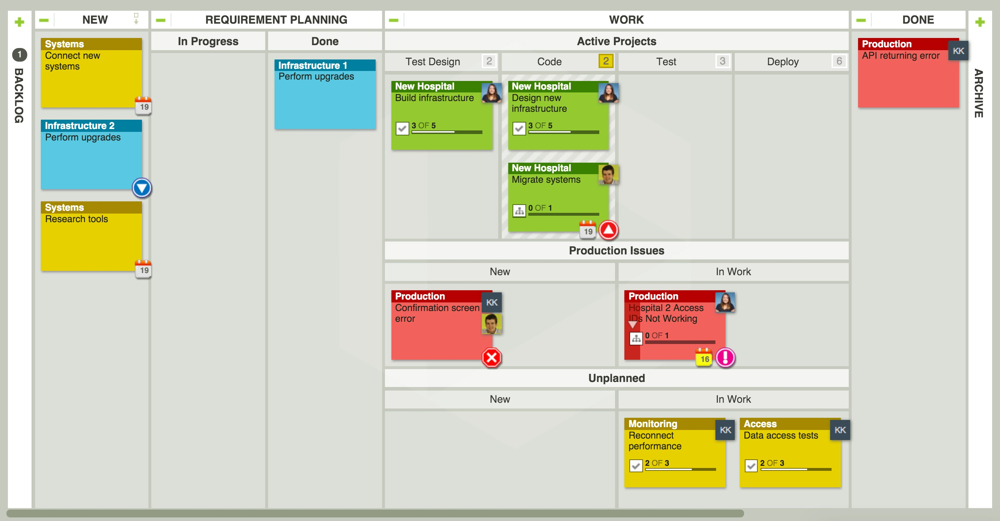 NEW
REQUIREMENT PLANNING
WORK
DONE
1
BACKLOG
ARCHIVE
Systems
Connect new
systems
19
Infrastructure 2
Perform upgrades
Systems
Research tools
19
In Progress
Done
Infrastructure 1
Perform upgrades
Active Projects
Test Design 2
Code 2
Test 3
Deploy 6
New Hospital
Build infrastructure
3 OF 5
New Hospital
Design new
infrastructure
3 OF 5
New Hospital
Migrate systems
0 OF 1
19
Production Issues
New
In Work
Production
KK
Confirmation screen
error
Production
Hospital 2 Access
IDs Not Working
0 OF 1
16
Unplanned
New
In Work
Monitoring
KK
Reconnect
performance
2 OF 3
Access
KK
Data access tests
2 OF 3
Production
KK
API returning error